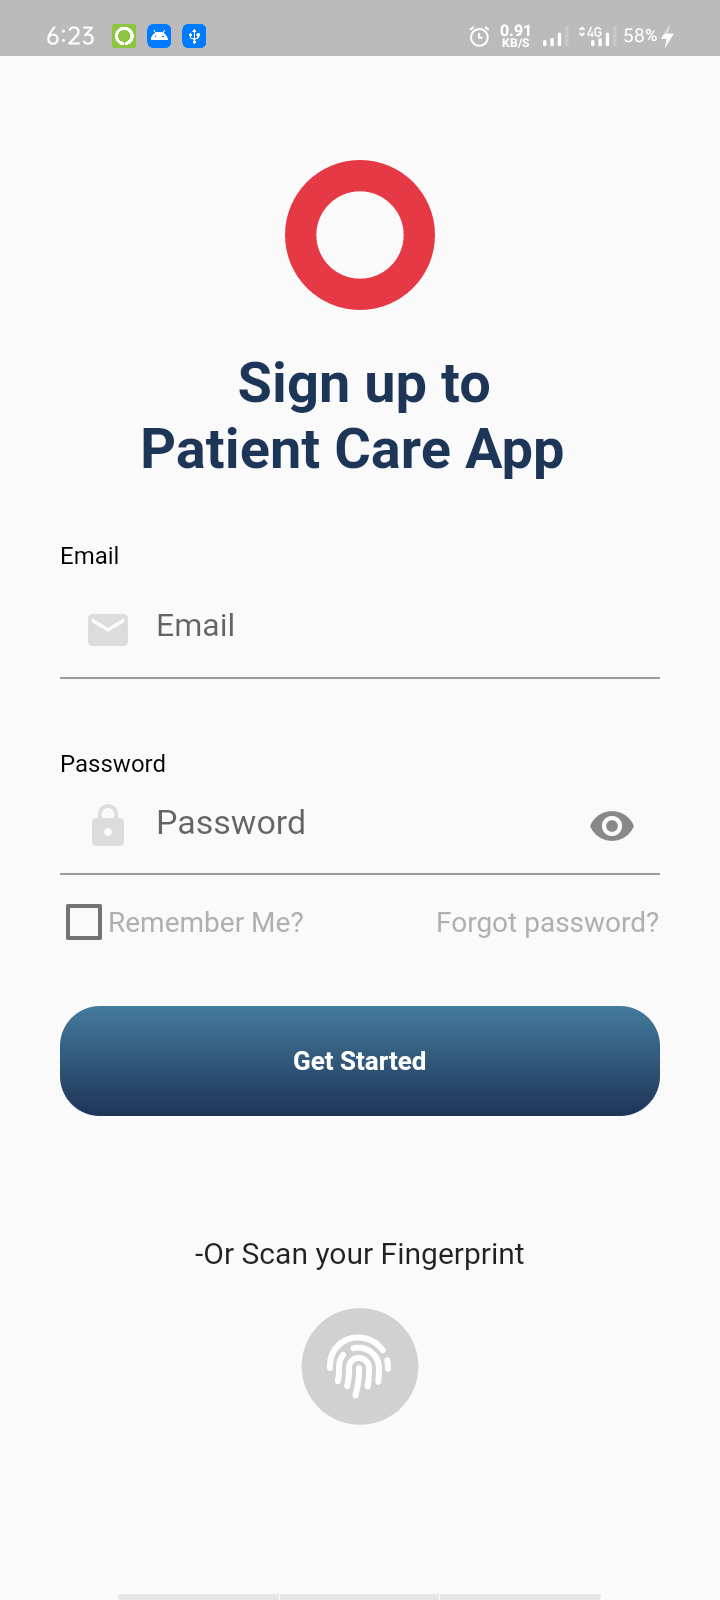 6:23 0.91 KB/S 4G 58%
Sign up to
Patient Care App
Email
Email
Password
Password
Remember Me? Forgot password?
Get Started
-Or Scan your Fingerprint